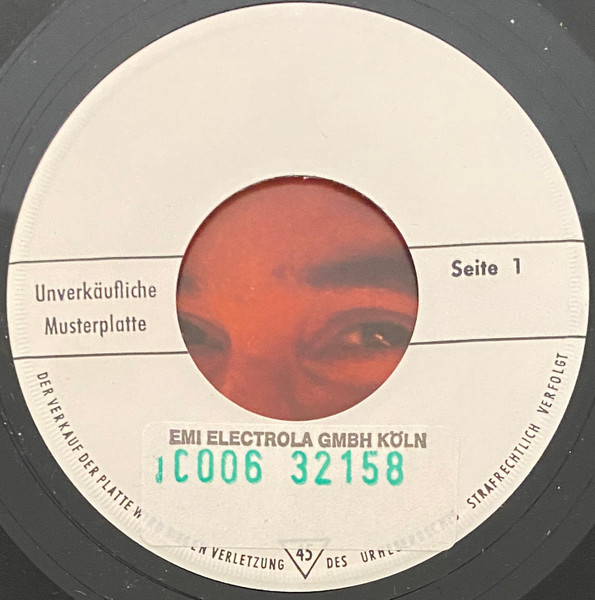 Unverkäufliche
Musterplatte
Seite 1
EMI ELECTROLA GMBH KÖLN
1C006 32158
DER VERKAUF DER PLATTE VERLETZUNG DES STRAFRECHTLICH VERFOLGT
45